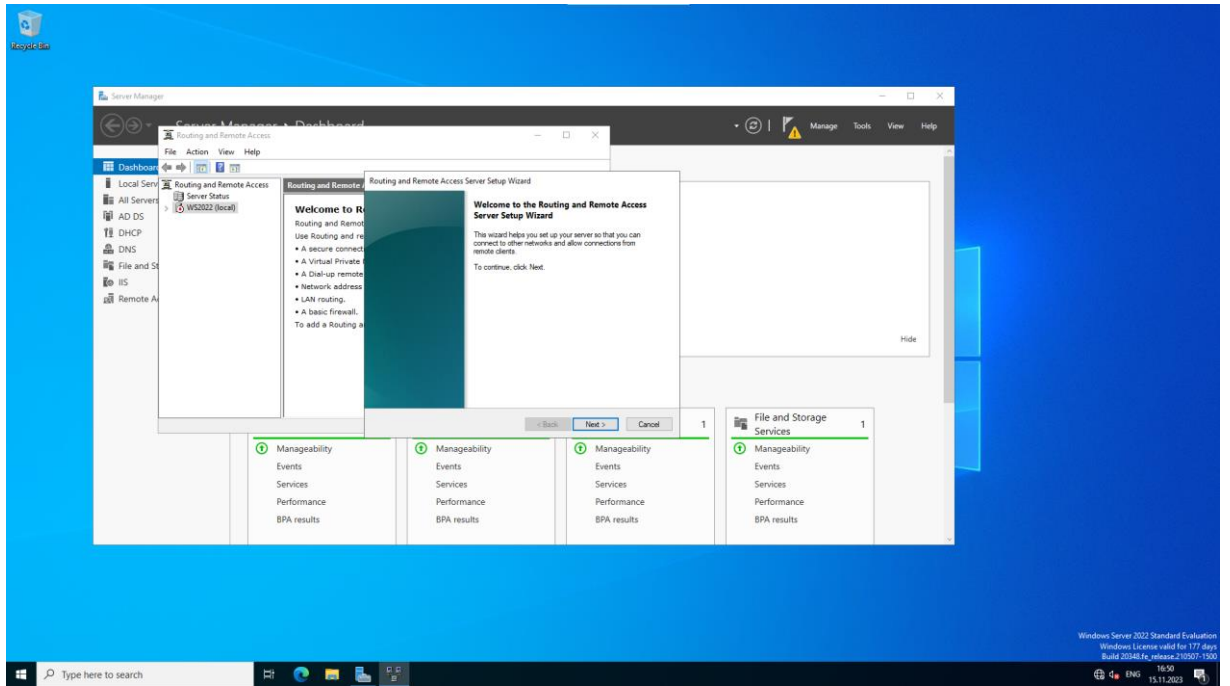 Recycle Bin
Server Manager
Server Manager Dashboard
Manage Tools View Help
Routing and Remote Access
File Action View Help
Dashboard
Local Serv
All Servers
AD DS
DHCP
DNS
File and St
IIS
Remote A
Routing and Remote Access
Server Status
WS2022 (local)
Routing and Remote
Welcome to R
Routing and Remot
Use Routing and re
• A secure connect
• A Virtual Private
• A Dial-up remote
• Network address
• LAN routing.
• A basic firewall.
To add a Routing a
Routing and Remote Access Server Setup Wizard
Welcome to the Routing and Remote Access
Server Setup Wizard
This wizard helps you set up your server so that you can
connect to other networks and allow connections from
remote clients.
To continue, click Next.
< Back Next > Cancel
Hide
1
File and Storage
Services
1
Manageability
Events
Services
Performance
BPA results
Manageability
Events
Services
Performance
BPA results
Manageability
Events
Services
Performance
BPA results
Manageability
Events
Services
Performance
BPA results
Windows Server 2022 Standard Evaluation
Windows License valid for 177 days
Build 20348.fe_release.210507-1500
Type here to search
ENG
16:50
15.11.2023
1